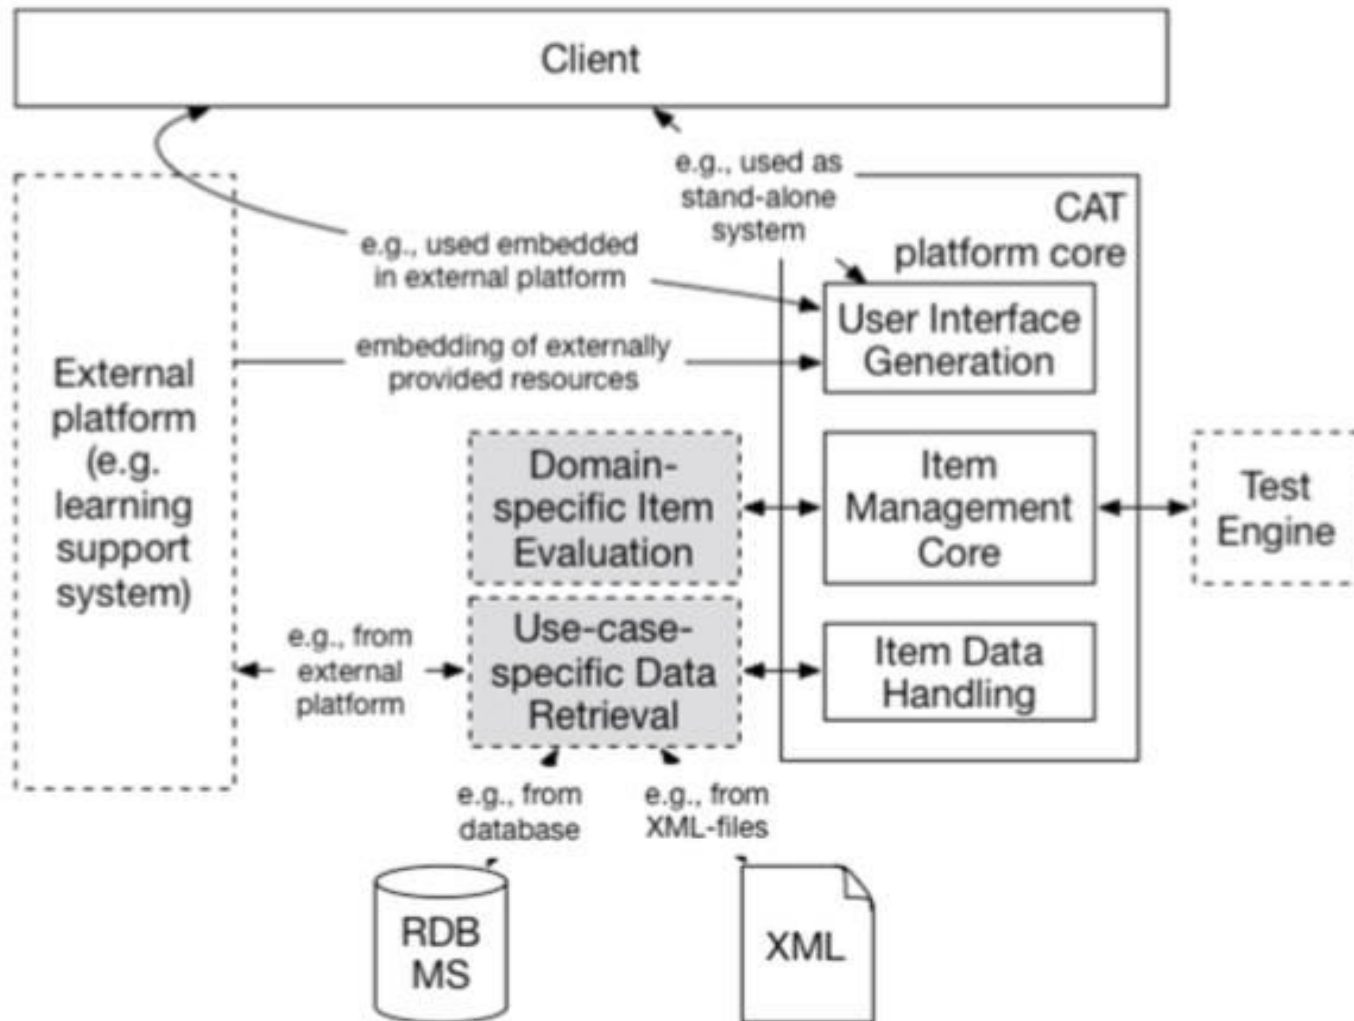 Client
e.g., used as
stand-alone
system
CAT
platform core
e.g., used embedded
in external platform
User Interface
Generation
embedding of externally
provided resources
External
platform
(e.g.
learning
support
system)
Domain-
specific Item
Evaluation
Item
Management
Core
Test
Engine
e.g., from
external
platform
Use-case-
specific Data
Retrieval
Item Data
Handling
e.g., from
database
e.g., from
XML-files
RDB
MS
XML